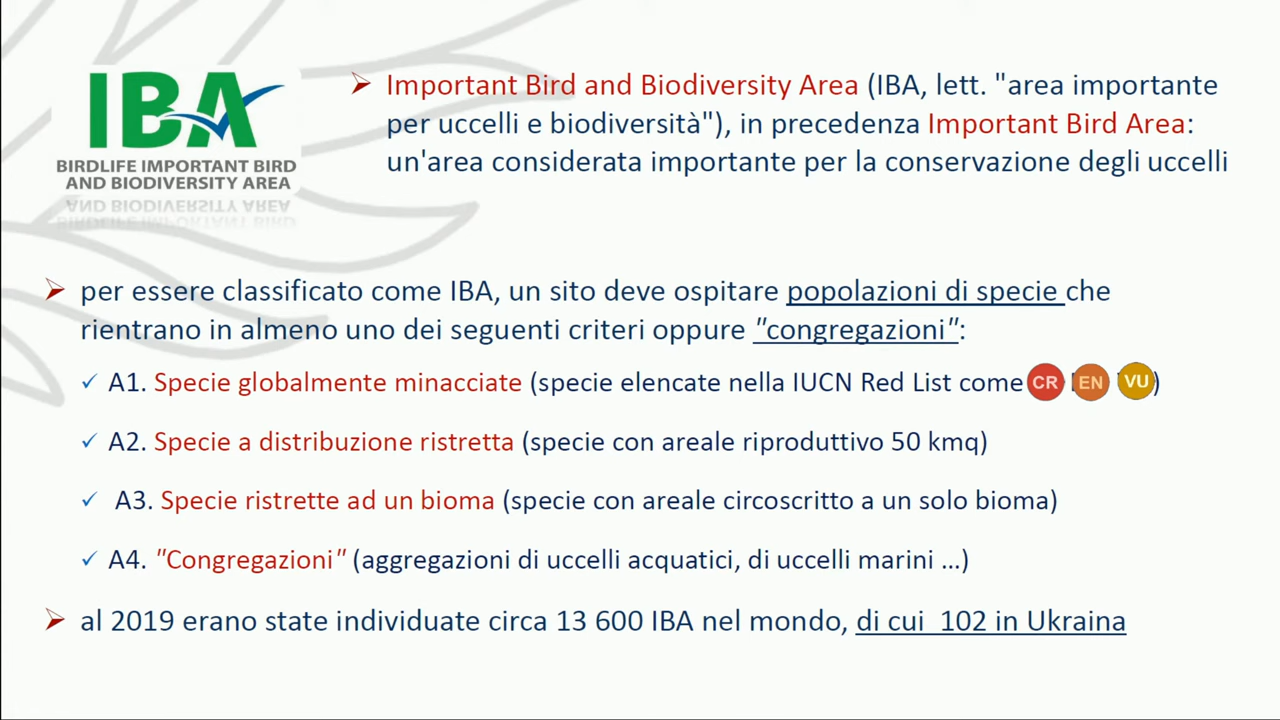 IBA
BIRDLIFE IMPORTANT BIRD
AND BIODIVERSITY AREA
Important Bird and Biodiversity Area (IBA, lett. "area importante
per uccelli e biodiversità"), in precedenza Important Bird Area:
un'area considerata importante per la conservazione degli uccelli
per essere classificato come IBA, un sito deve ospitare popolazioni di specie che
rientrano in almeno uno dei seguenti criteri oppure "congregazioni":
A1. Specie globalmente minacciate (specie elencate nella IUCN Red List come CR EN VU)
A2. Specie a distribuzione ristretta (specie con areale riproduttivo 50 kmq)
A3. Specie ristrette ad un bioma (specie con areale circoscritto a un solo bioma)
A4. "Congregazioni" (aggregazioni di uccelli acquatici, di uccelli marini ...)
al 2019 erano state individuate circa 13 600 IBA nel mondo, di cui 102 in Ukraina